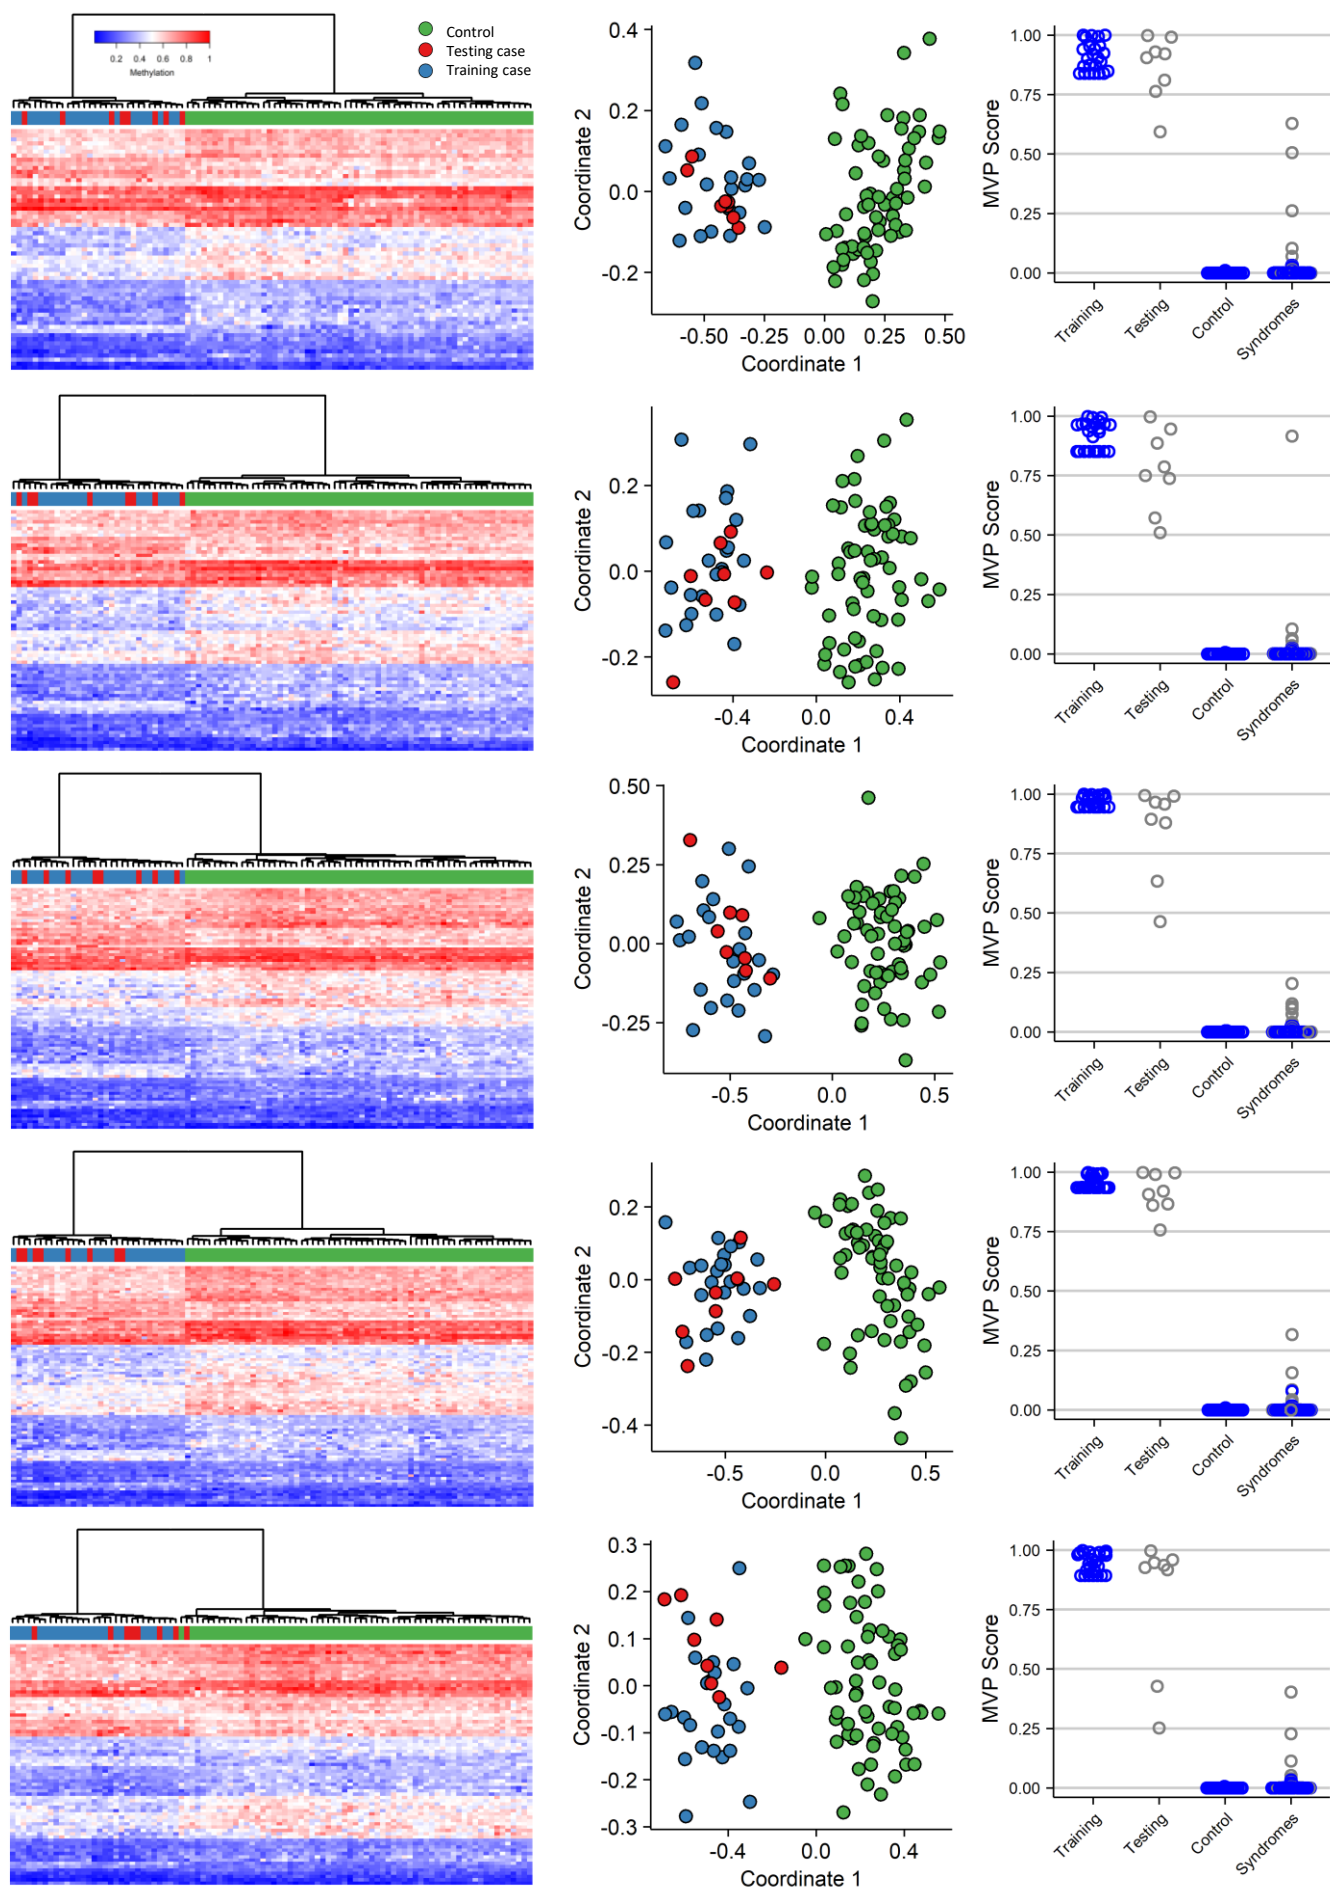 Control
Testing case
Training case
0.2 0.4 0.6 0.8 1
Methylation
0.4
0.2
0.0
-0.2
Coordinate 2
-0.50 -0.25 0.00 0.25 0.50
Coordinate 1
1.00
0.75
0.50
0.25
0.00
MVP Score
Training Testing Control Syndromes
0.2
0.0
-0.2
Coordinate 2
-0.4 0.0 0.4
Coordinate 1
1.00
0.75
0.50
0.25
0.00
MVP Score
Training Testing Control Syndromes
0.50
0.25
0.00
-0.25
Coordinate 2
-0.5 0.0 0.5
Coordinate 1
1.00
0.75
0.50
0.25
0.00
MVP Score
Training Testing Control Syndromes
0.2
0.0
-0.2
-0.4
Coordinate 2
-0.5 0.0 0.5
Coordinate 1
1.00
0.75
0.50
0.25
0.00
MVP Score
Training Testing Control Syndromes
0.3
0.2
0.1
0.0
-0.1
-0.2
-0.3
Coordinate 2
-0.4 0.0 0.4
Coordinate 1
1.00
0.75
0.50
0.25
0.00
MVP Score
Training Testing Control Syndromes